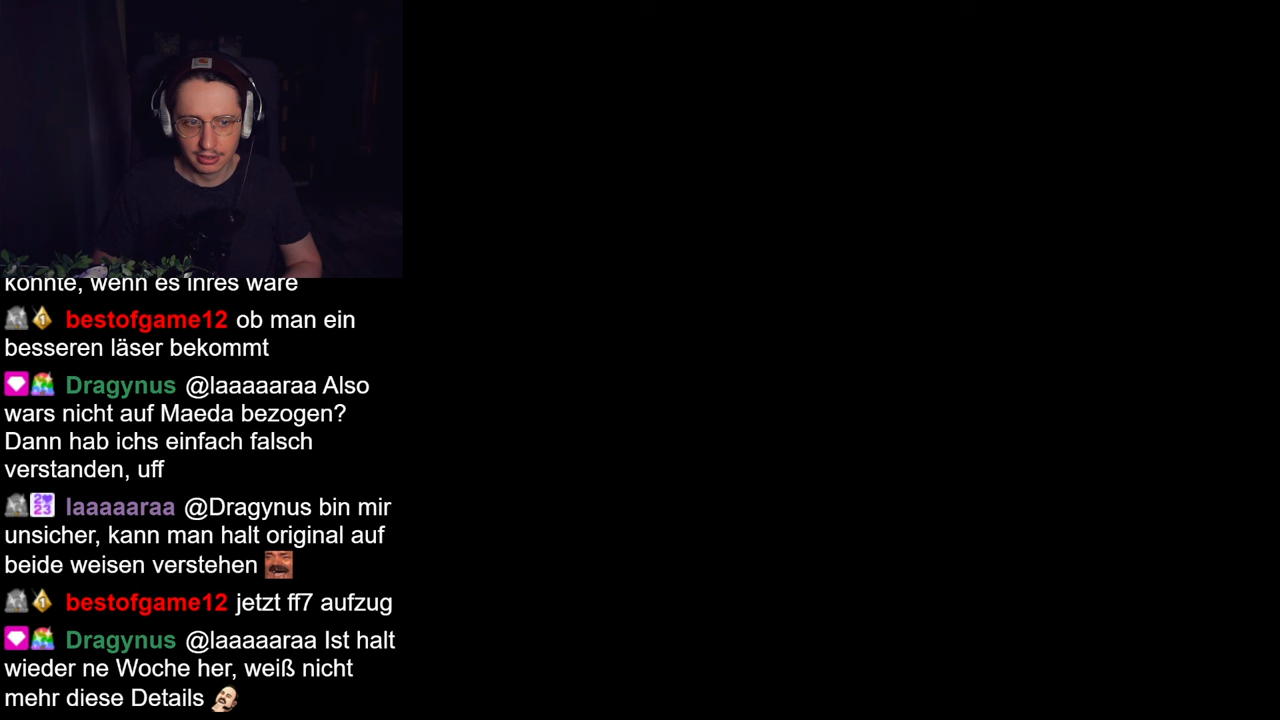 konnte, wenn es ihres wäre
bestofgame12 ob man ein
besseren läser bekommt
Dragynus @laaaaaraa Also
wars nicht auf Maeda bezogen?
Dann hab ichs einfach falsch
verstanden, uff
laaaaaraa @Dragynus bin mir
unsicher, kann man halt original auf
beide weisen verstehen
bestofgame12 jetzt ff7 aufzug
Dragynus @laaaaaraa Ist halt
wieder ne Woche her, weiß nicht
mehr diese Details